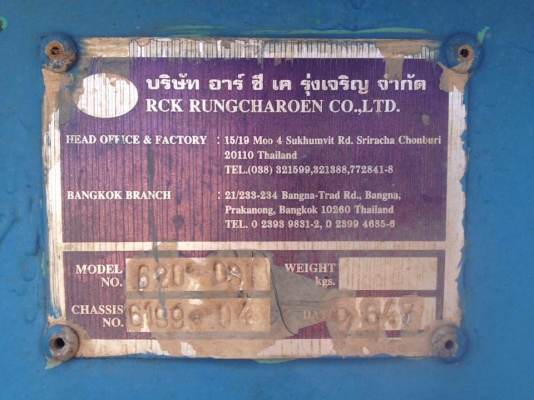 บริษัท อาร์ ซี เค รุ่งเจริญ จำกัด
RCK RUNGCHAROEN CO.,LTD.
HEAD OFFICE & FACTORY : 15/19 Moo 4 Sukhumvit Rd. Sriracha Chonburi
20110 Thailand
TEL.(038) 321599,321388,772841-8
BANGKOK BRANCH : 21/233-234 Bangna-Trad Rd., Bangna,
Prakanong, Bangkok 10260 Thailand
TEL. 0 2393 9831-2, 0 2399 4685-6
MODEL NO.
WEIGHT kgs.
CHASSIS NO. 6199-04